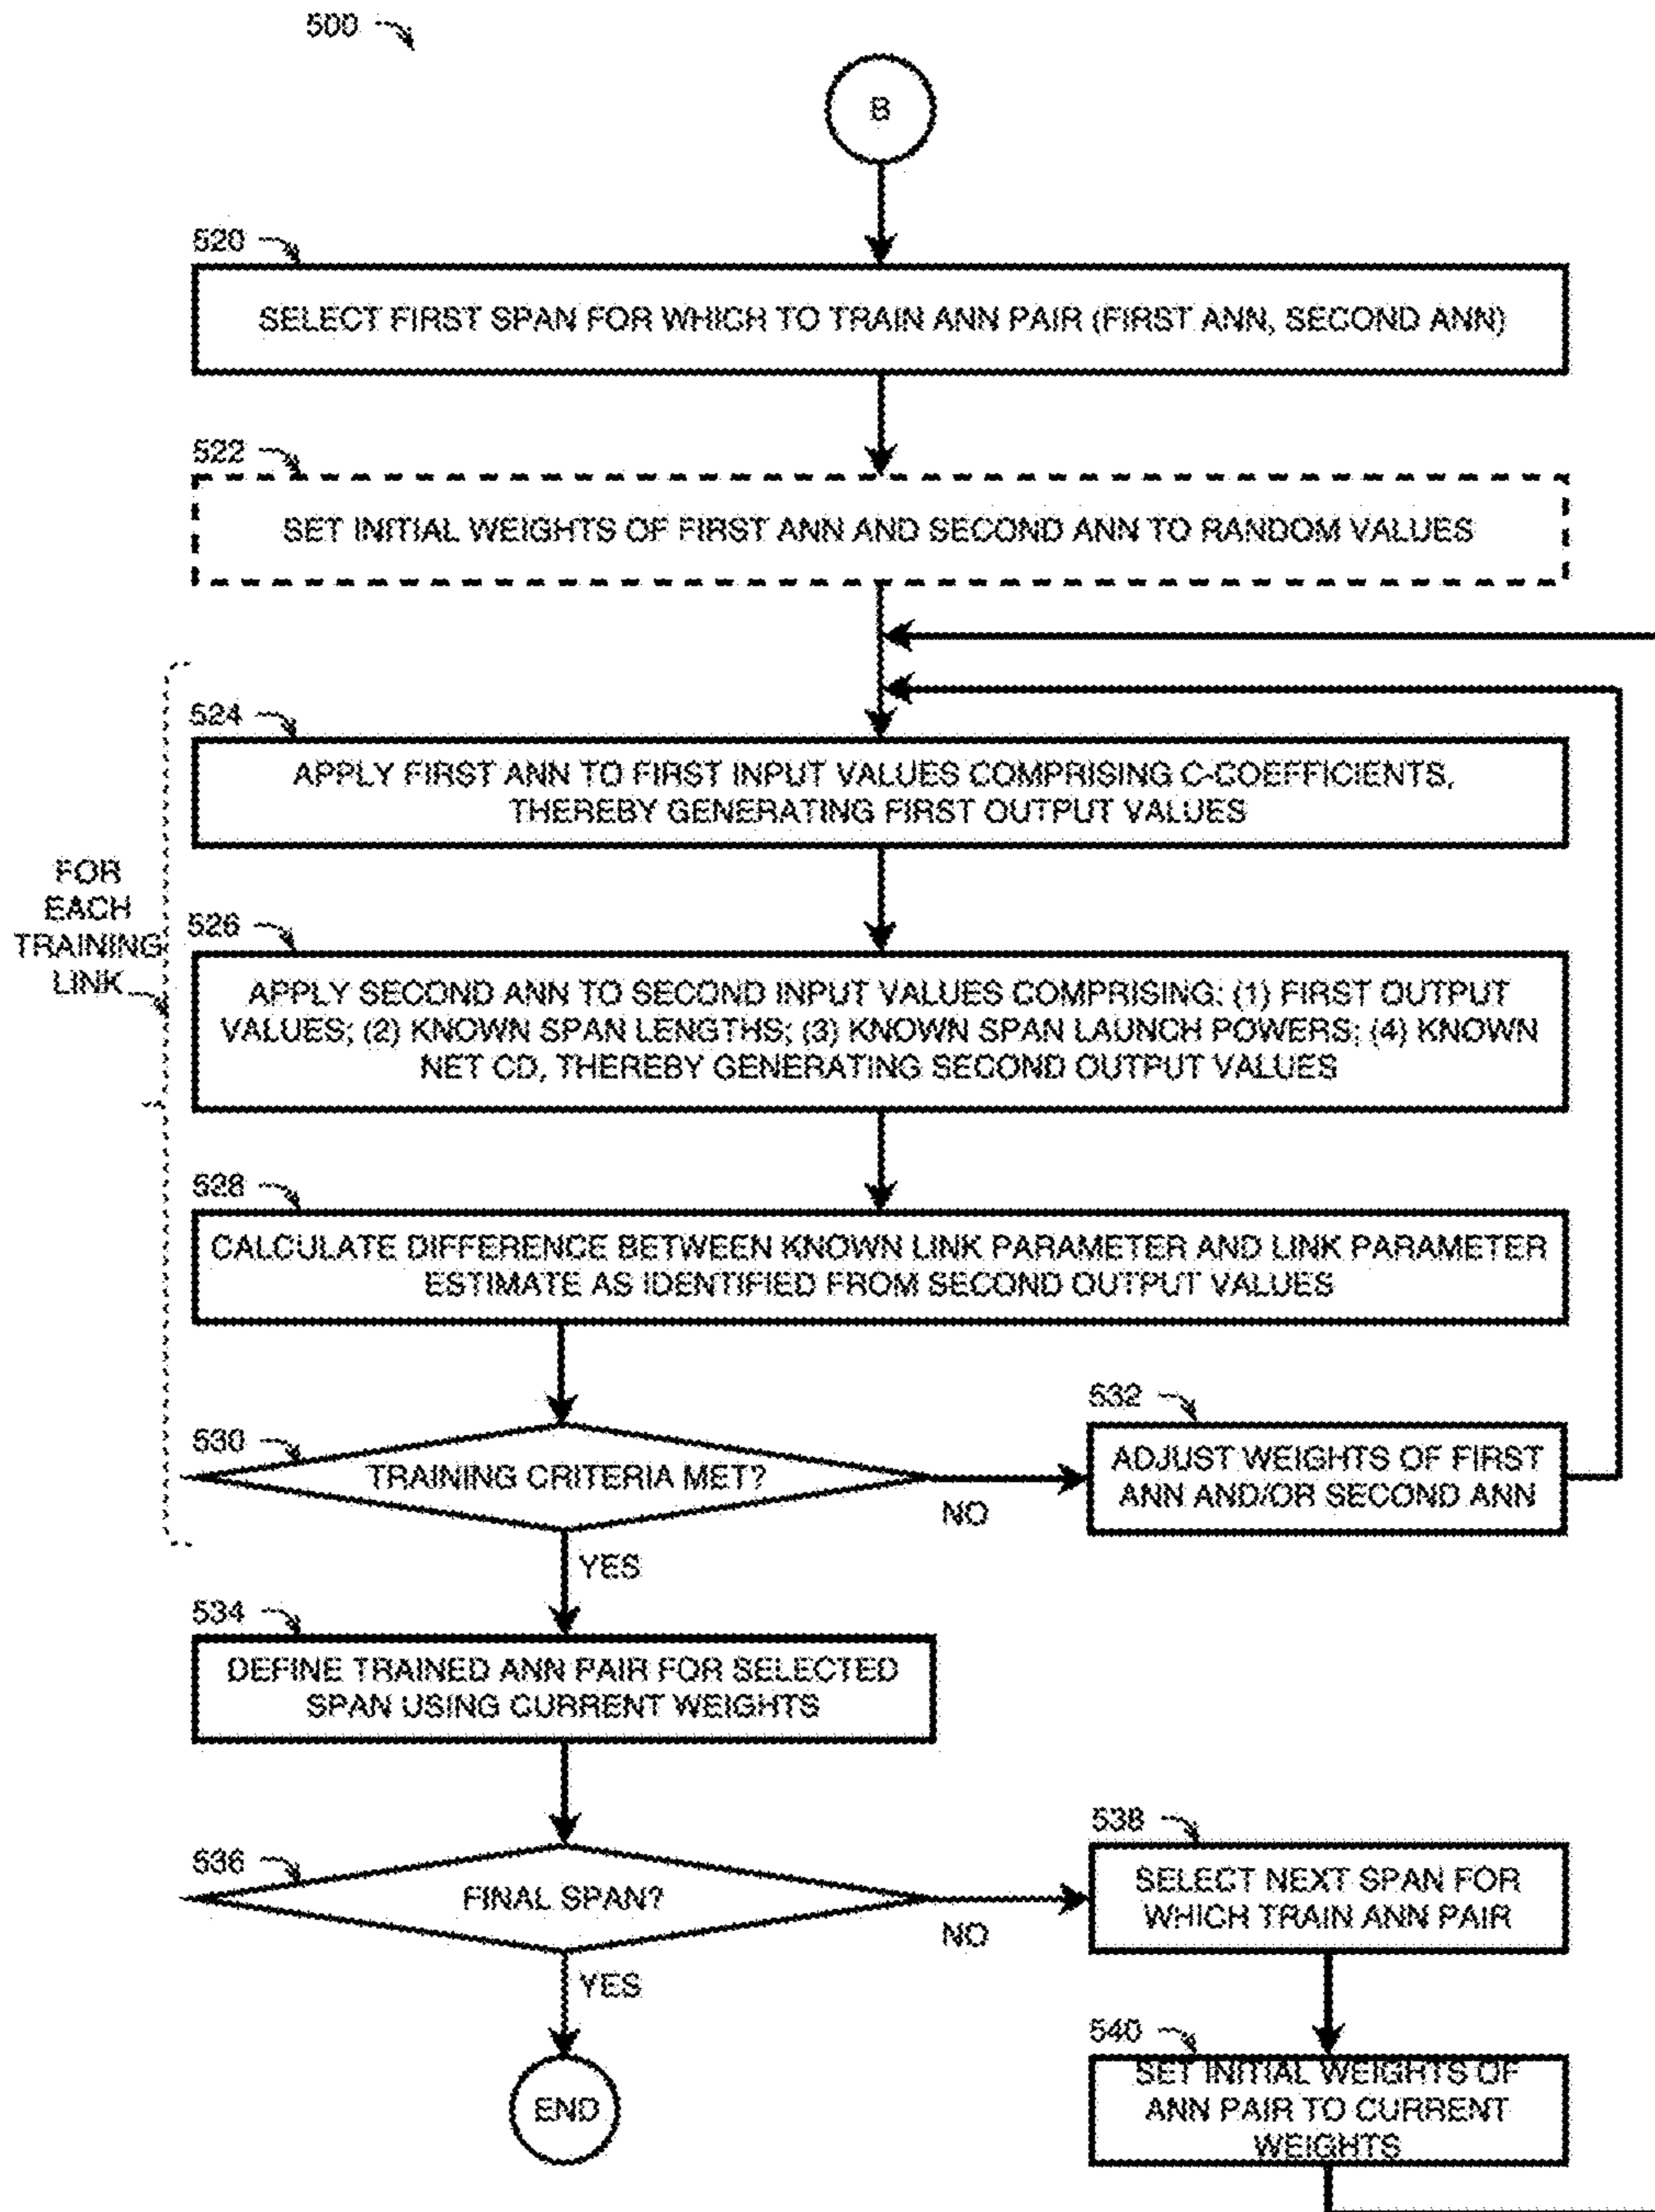 500
B
520
SELECT FIRST SPAN FOR WHICH TO TRAIN ANN PAIR (FIRST ANN, SECOND ANN)
522
SET INITIAL WEIGHTS OF FIRST ANN AND SECOND ANN TO RANDOM VALUES
524
APPLY FIRST ANN TO FIRST INPUT VALUES COMPRISING C-COEFFICIENTS,
THEREBY GENERATING FIRST OUTPUT VALUES
FOR
EACH
TRAINING
LINK
526
APPLY SECOND ANN TO SECOND INPUT VALUES COMPRISING: (1) FIRST OUTPUT
VALUES; (2) KNOWN SPAN LENGTHS; (3) KNOWN SPAN LAUNCH POWERS; (4) KNOWN
NET CD, THEREBY GENERATING SECOND OUTPUT VALUES
528
CALCULATE DIFFERENCE BETWEEN KNOWN LINK PARAMETER AND LINK PARAMETER
ESTIMATE AS IDENTIFIED FROM SECOND OUTPUT VALUES
530
TRAINING CRITERIA MET?
NO
532
ADJUST WEIGHTS OF FIRST
ANN AND/OR SECOND ANN
YES
534
DEFINE TRAINED ANN PAIR FOR SELECTED
SPAN USING CURRENT WEIGHTS
536
FINAL SPAN?
NO
538
SELECT NEXT SPAN FOR
WHICH TRAIN ANN PAIR
YES
540
SET INITIAL WEIGHTS OF
ANN PAIR TO CURRENT
WEIGHTS
END